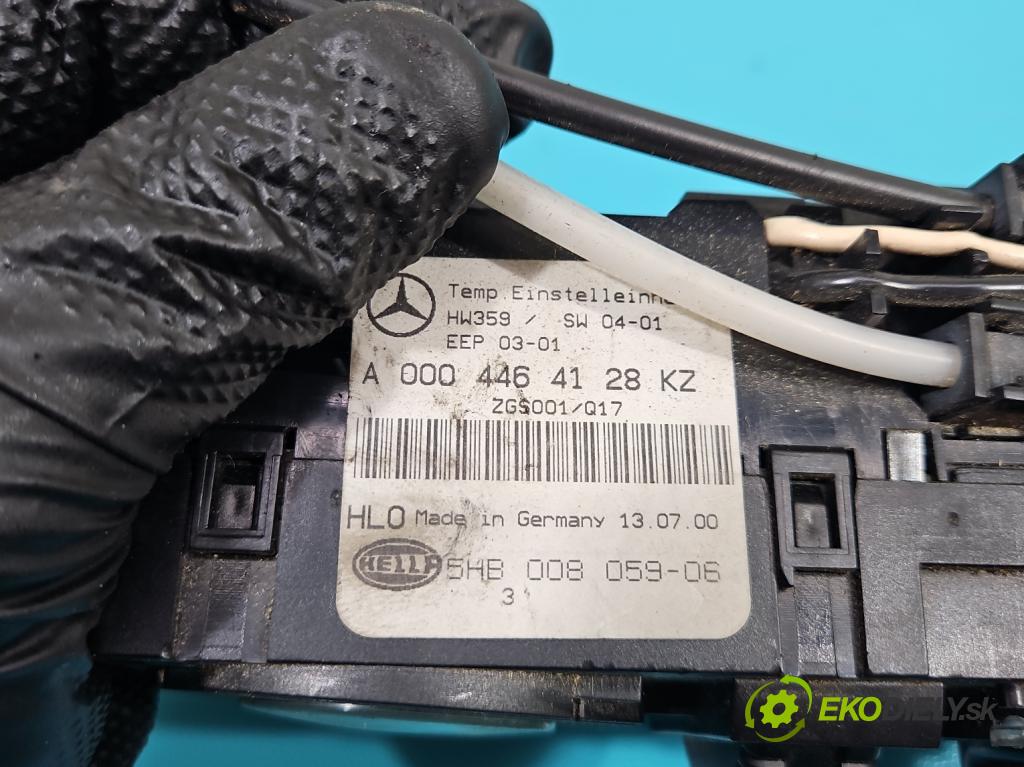 Temp.
HW359 / SW 04-01
EEP 03-01
A 000 446 41 28 KZ
ZGS001/Q17
HLO Made in Germany 13.07.00
HELLA 5HB 008 059-06
3
EKODIELY.sk